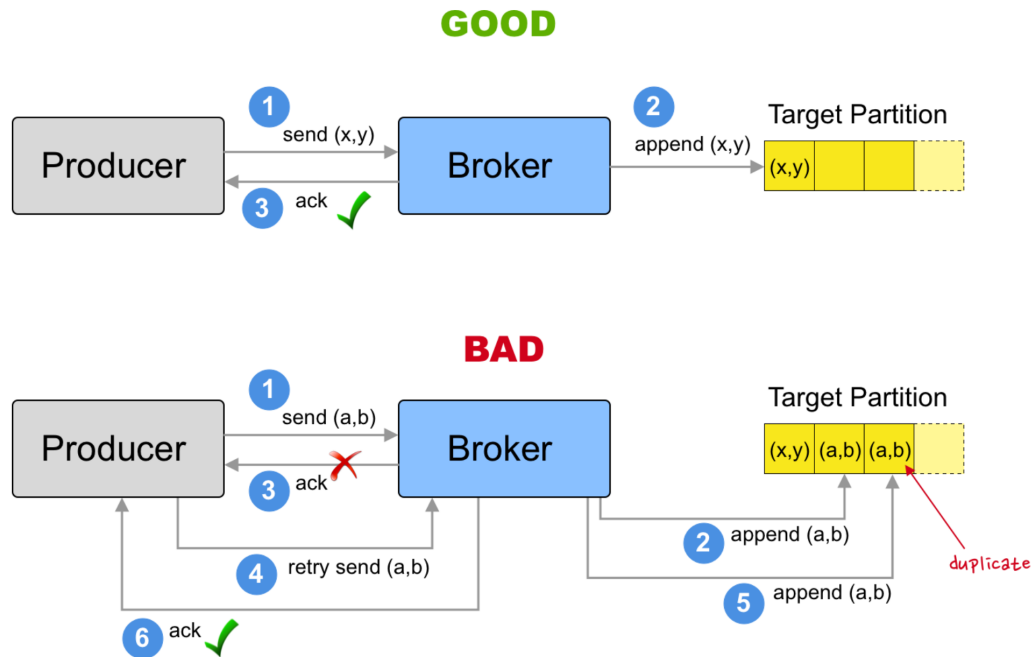 GOOD
1
send (x,y)
2
append (x,y)
Target Partition
Producer
Broker
(x,y)
3
ack
BAD
1
send (a,b)
Target Partition
Producer
Broker
(x,y) (a,b) (a,b)
3
ack
2
append (a,b)
4
retry send (a,b)
duplicate
5
append (a,b)
6
ack